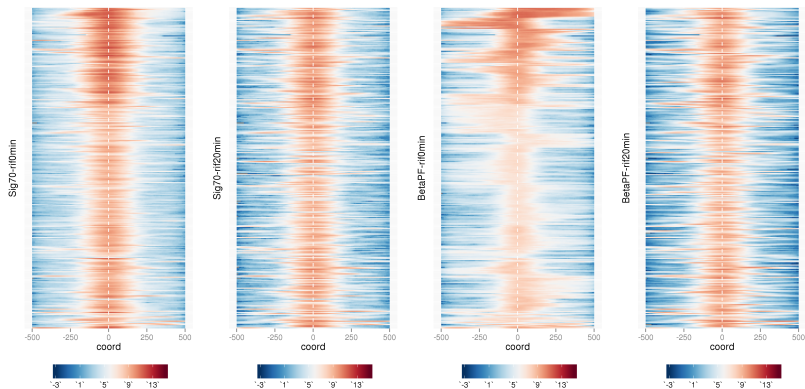 Sig70-rif0min
-500 -250 0 250 500
coord
`-3` `1` `5` `9` `13`
Sig70-rif20min
-500 -250 0 250 500
coord
`-3` `1` `5` `9` `13`
BetaPF-rif0min
-500 -250 0 250 500
coord
`-3` `1` `5` `9` `13`
BetaPF-rif20min
-500 -250 0 250 500
coord
`-3` `1` `5` `9` `13`